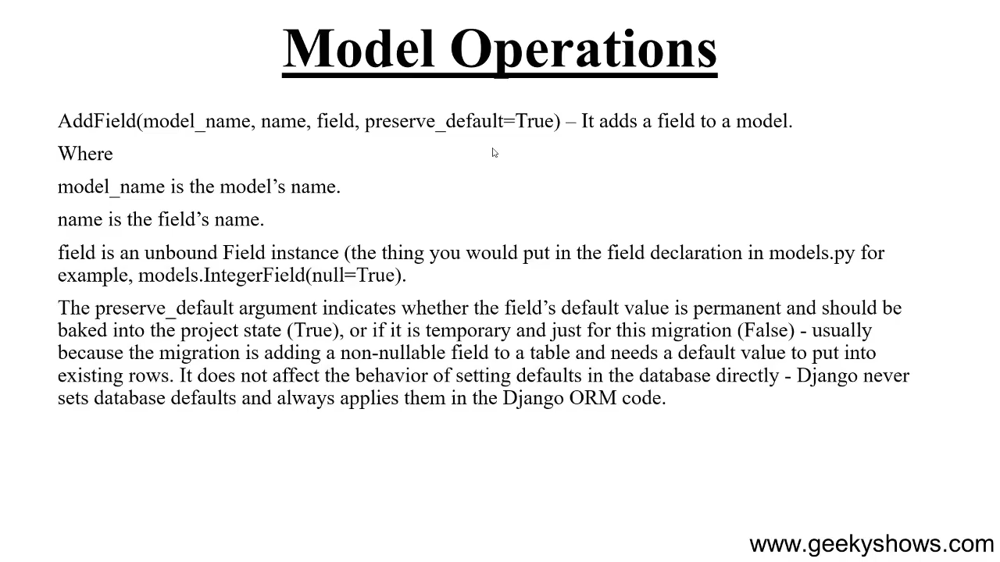 Model Operations
AddField(model_name, name, field, preserve_default=True) – It adds a field to a model.
Where
model_name is the model’s name.
name is the field’s name.
field is an unbound Field instance (the thing you would put in the field declaration in models.py for
example, models.IntegerField(null=True).
The preserve_default argument indicates whether the field’s default value is permanent and should be
baked into the project state (True), or if it is temporary and just for this migration (False) - usually
because the migration is adding a non-nullable field to a table and needs a default value to put into
existing rows. It does not affect the behavior of setting defaults in the database directly - Django never
sets database defaults and always applies them in the Django ORM code.
www.geekyshows.com